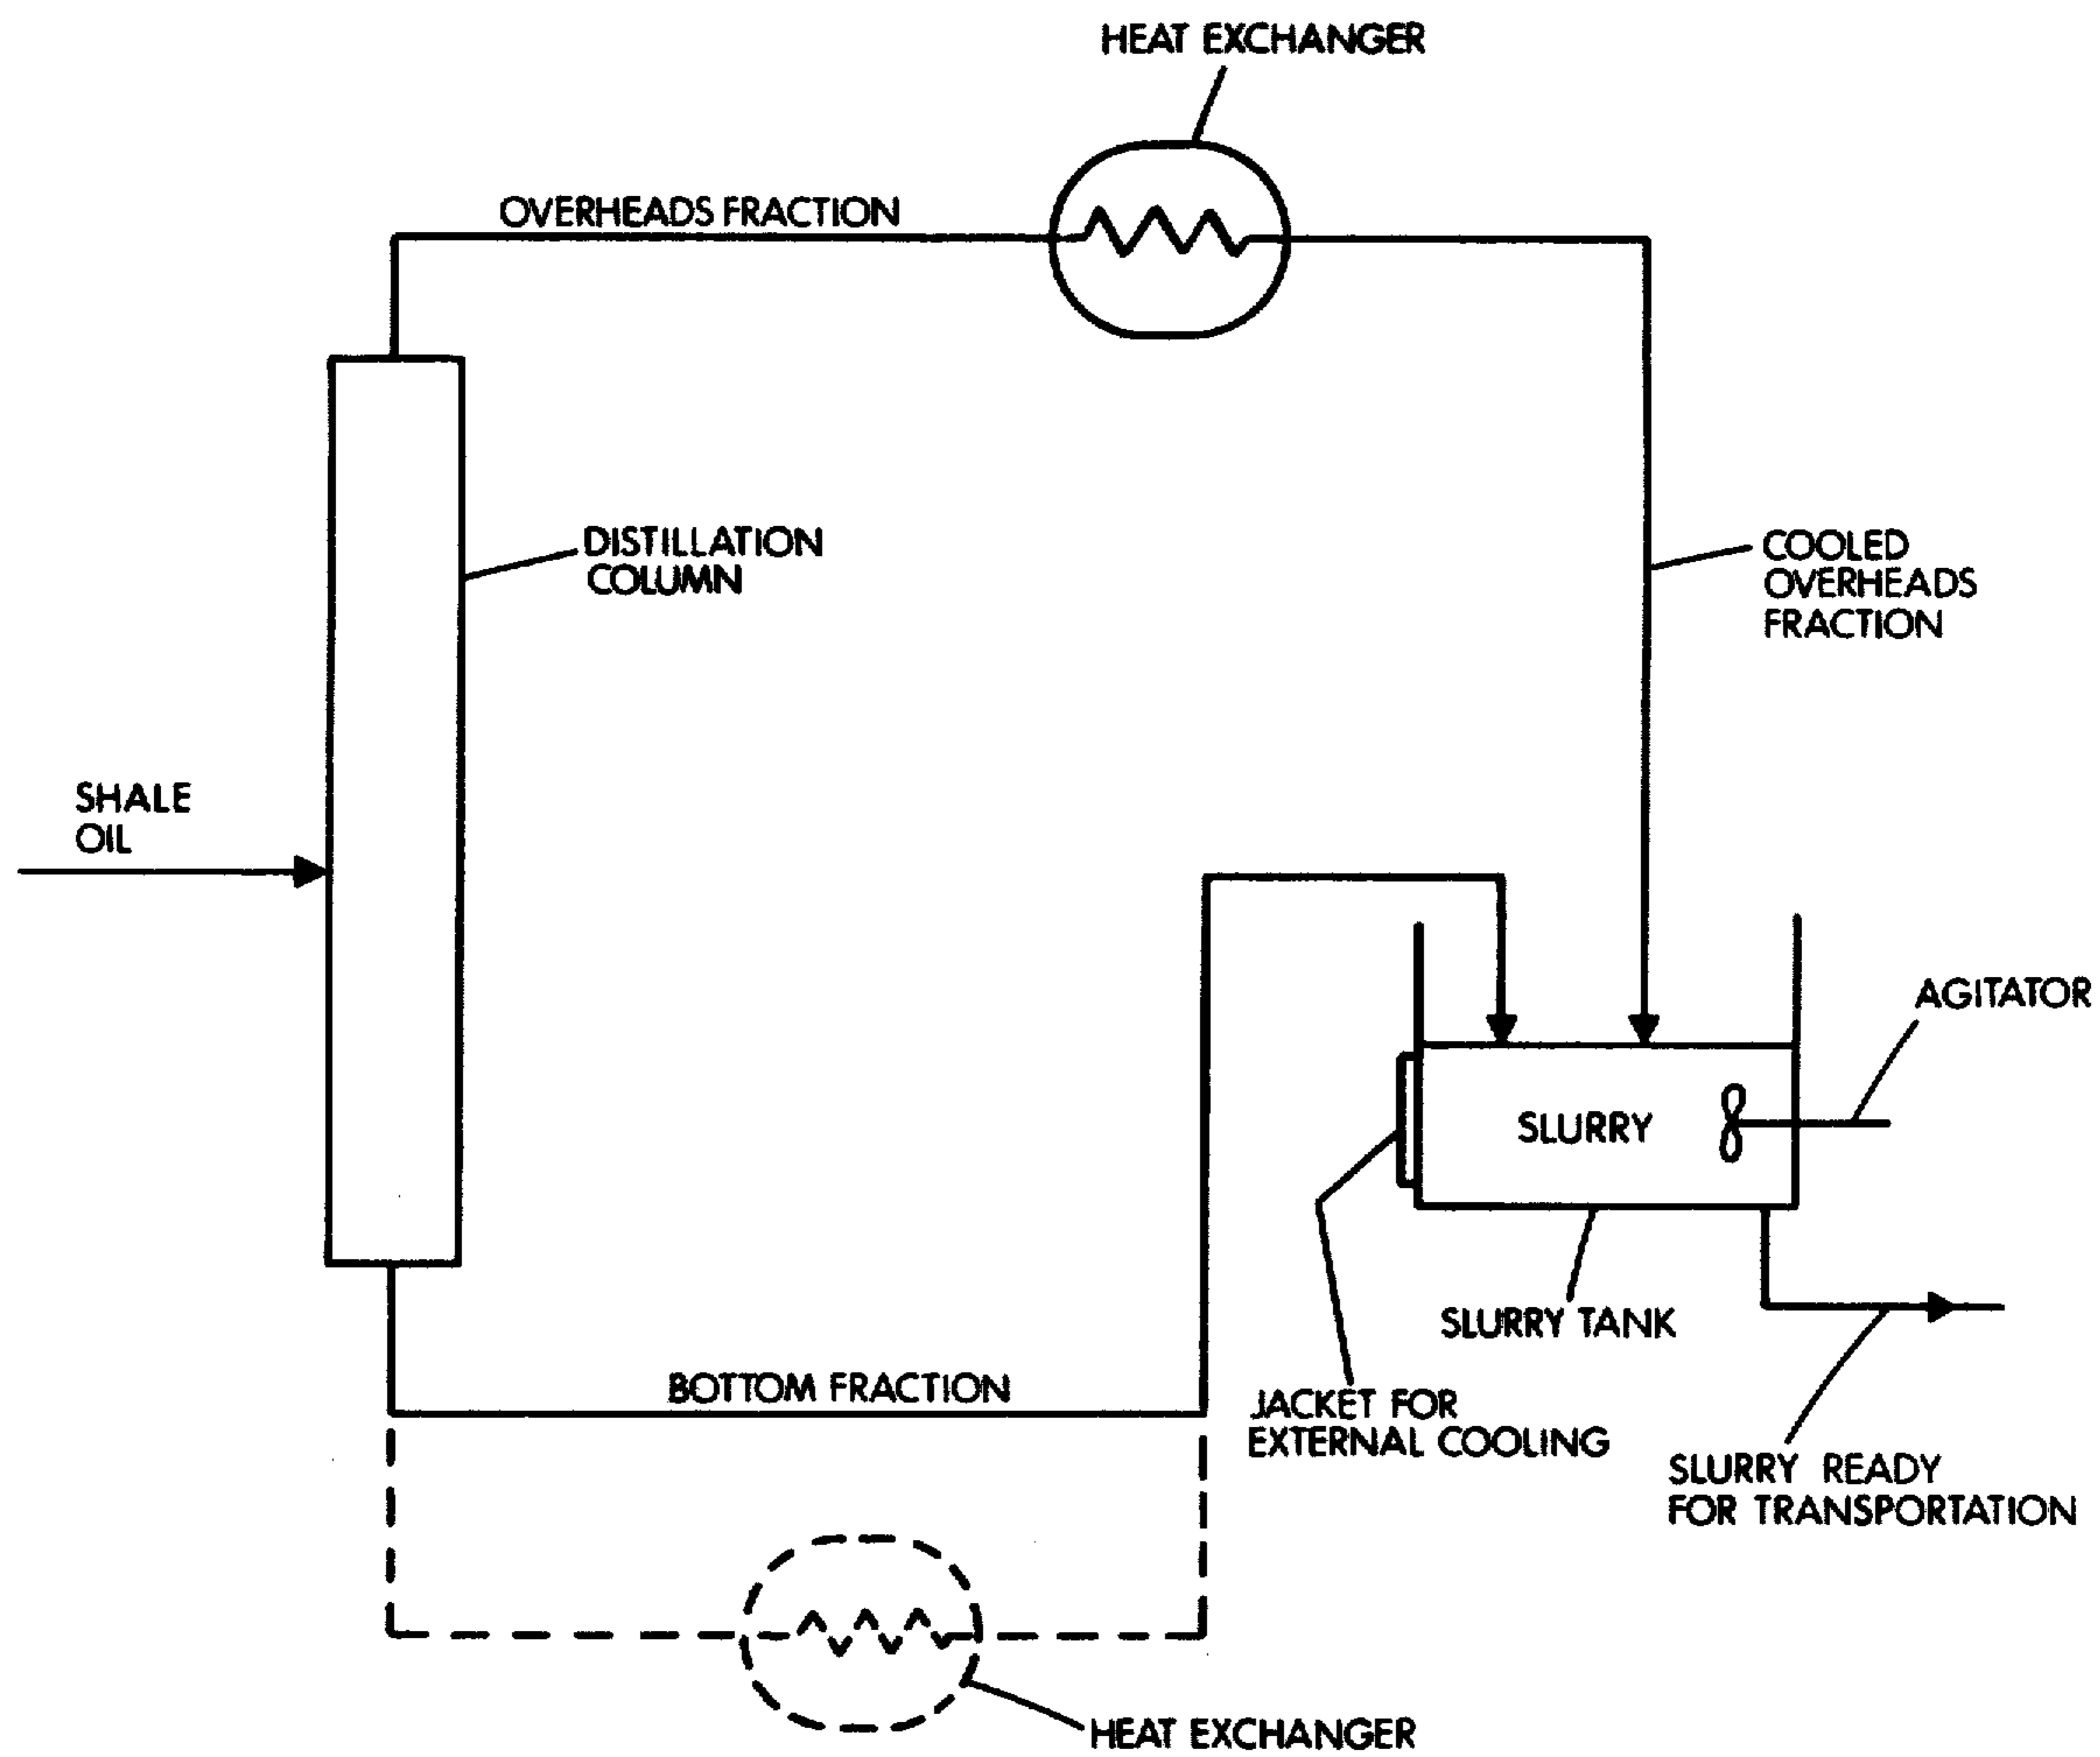 HEAT EXCHANGER
OVERHEADS FRACTION
DISTILLATION
COLUMN
COOLED
OVERHEADS
FRACTION
SHALE
OIL
AGITATOR
SLURRY
SLURRY TANK
BOTTOM FRACTION
JACKET FOR
EXTERNAL COOLING
SLURRY READY
FOR TRANSPORTATION
HEAT EXCHANGER